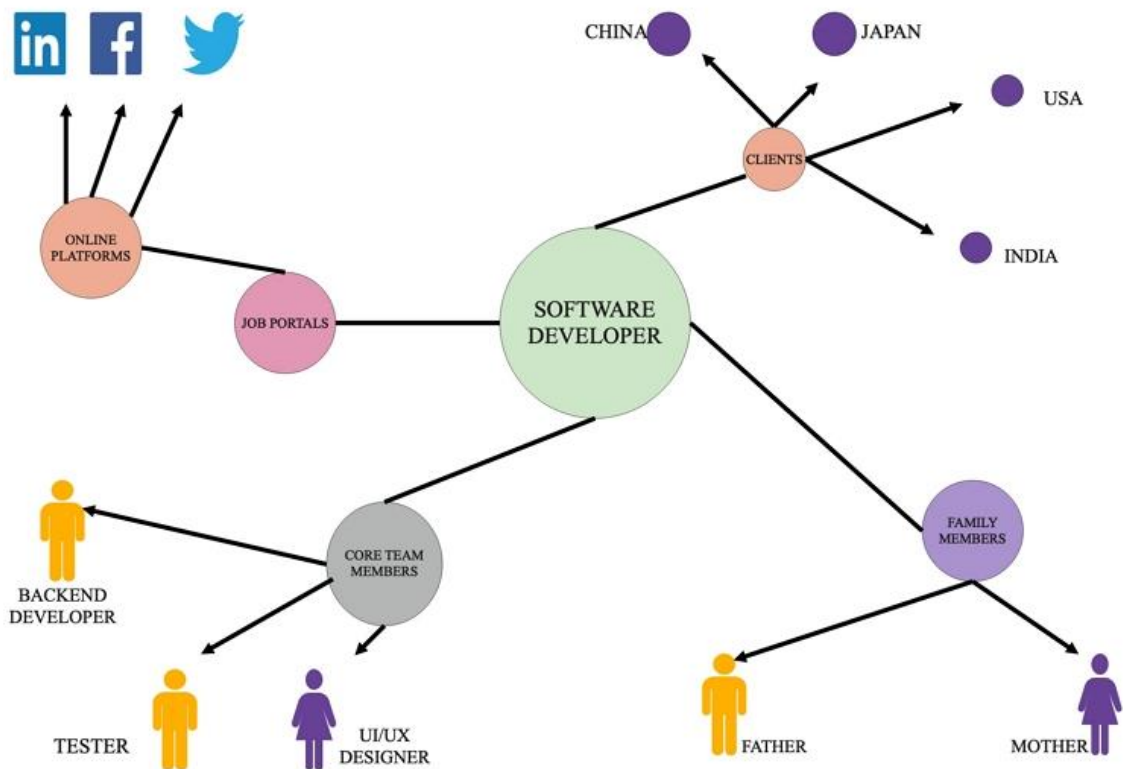 in
f
CHINA
JAPAN
USA
CLIENTS
INDIA
ONLINE
PLATFORMS
JOB PORTALS
SOFTWARE
DEVELOPER
CORE TEAM
MEMBERS
FAMILY
MEMBERS
BACKEND
DEVELOPER
TESTER
UI/UX
DESIGNER
FATHER
MOTHER